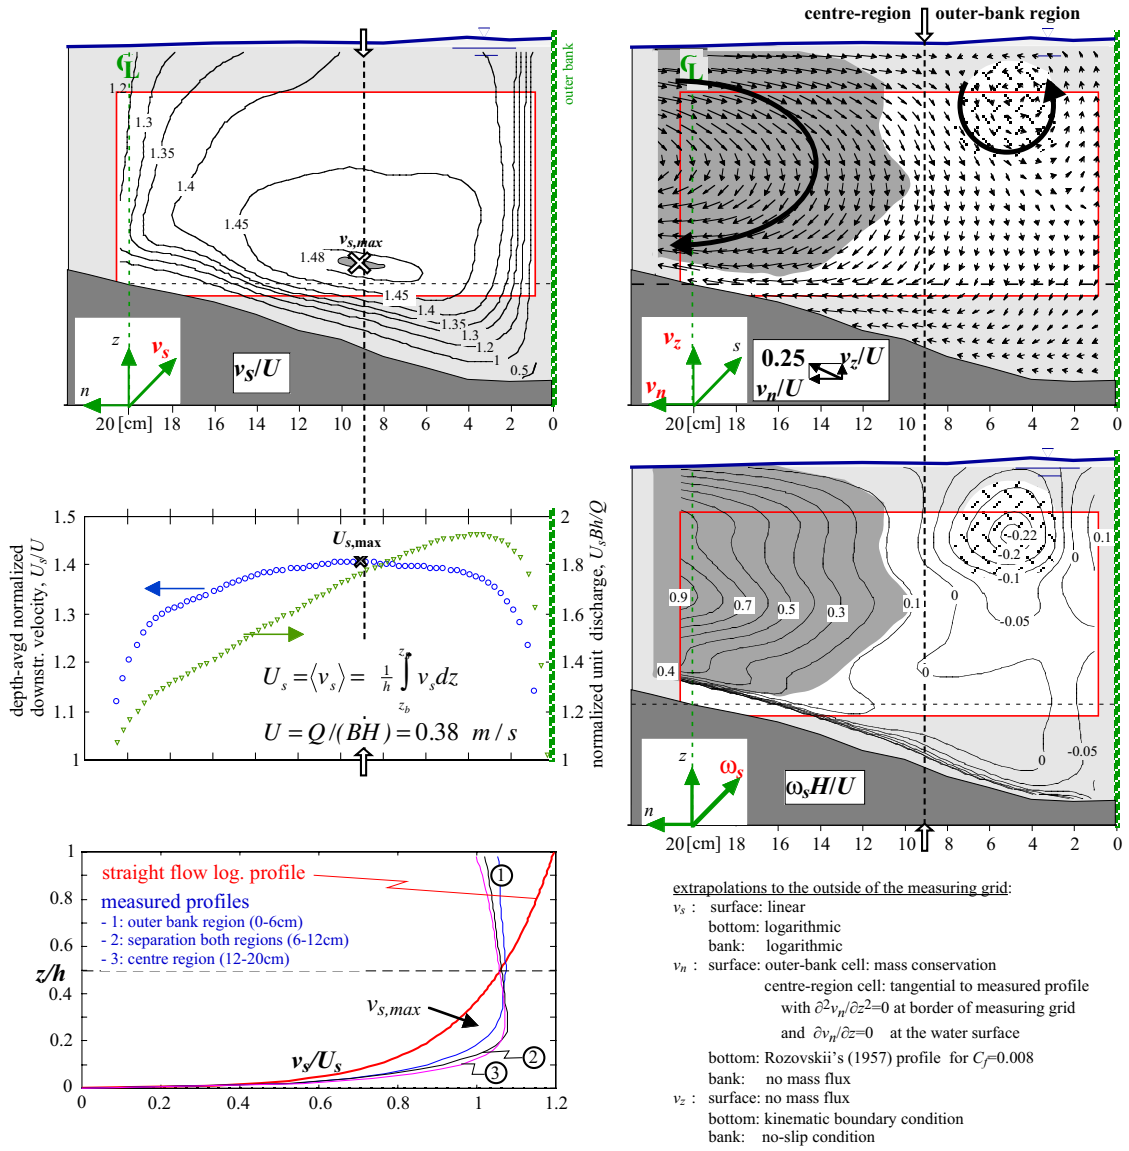 centre-region
outer-bank region
℄
outer bank
1.2
1.3
1.35
1.4
1.45
v_s,max
1.48
1.45
1.4
1.35
1.3
1.2
1
0.5
z
v_s
n
v_s/U
20 [cm] 18 16 14 12 10 8 6 4 2 0
℄
v_z
s
v_n
0.25
v_z/U
v_n/U
20 [cm] 18 16 14 12 10 8 6 4 2 0
depth-avgd normalized
downstr. velocity, U_s/U
1.5
1.4
1.3
1.2
1.1
1
U_s,max
U_s = ⟨v_s⟩ = 1/h ∫_{z_b}^{z_s} v_s dz
U = Q/(BH) = 0.38 m/s
2
1.8
1.6
1.4
1.2
1
normalized unit discharge, U_sBh/Q
0.9
0.7
0.5
0.3
0.1
0.4
0
-0.22
-0.2
-0.1
-0.05
0
0.1
0
0
-0.05
z
ω_s
n
ω_sH/U
20 [cm] 18 16 14 12 10 8 6 4 2 0
1
0.8
0.6
z/h
0.4
0.2
0
straight flow log. profile
measured profiles
- 1: outer bank region (0-6cm)
- 2: separation both regions (6-12cm)
- 3: centre region (12-20cm)
1
v_s,max
v_s/U_s
2
3
0 0.2 0.4 0.6 0.8 1 1.2
extrapolations to the outside of the measuring grid:
v_s : surface: linear
bottom: logarithmic
bank: logarithmic
v_n : surface: outer-bank cell: mass conservation
centre-region cell: tangential to measured profile
with ∂²v_n/∂z²=0 at border of measuring grid
and ∂v_n/∂z=0 at the water surface
bottom: Rozovskii's (1957) profile for C_f=0.008
bank: no mass flux
v_z : surface: no mass flux
bottom: kinematic boundary condition
bank: no-slip condition